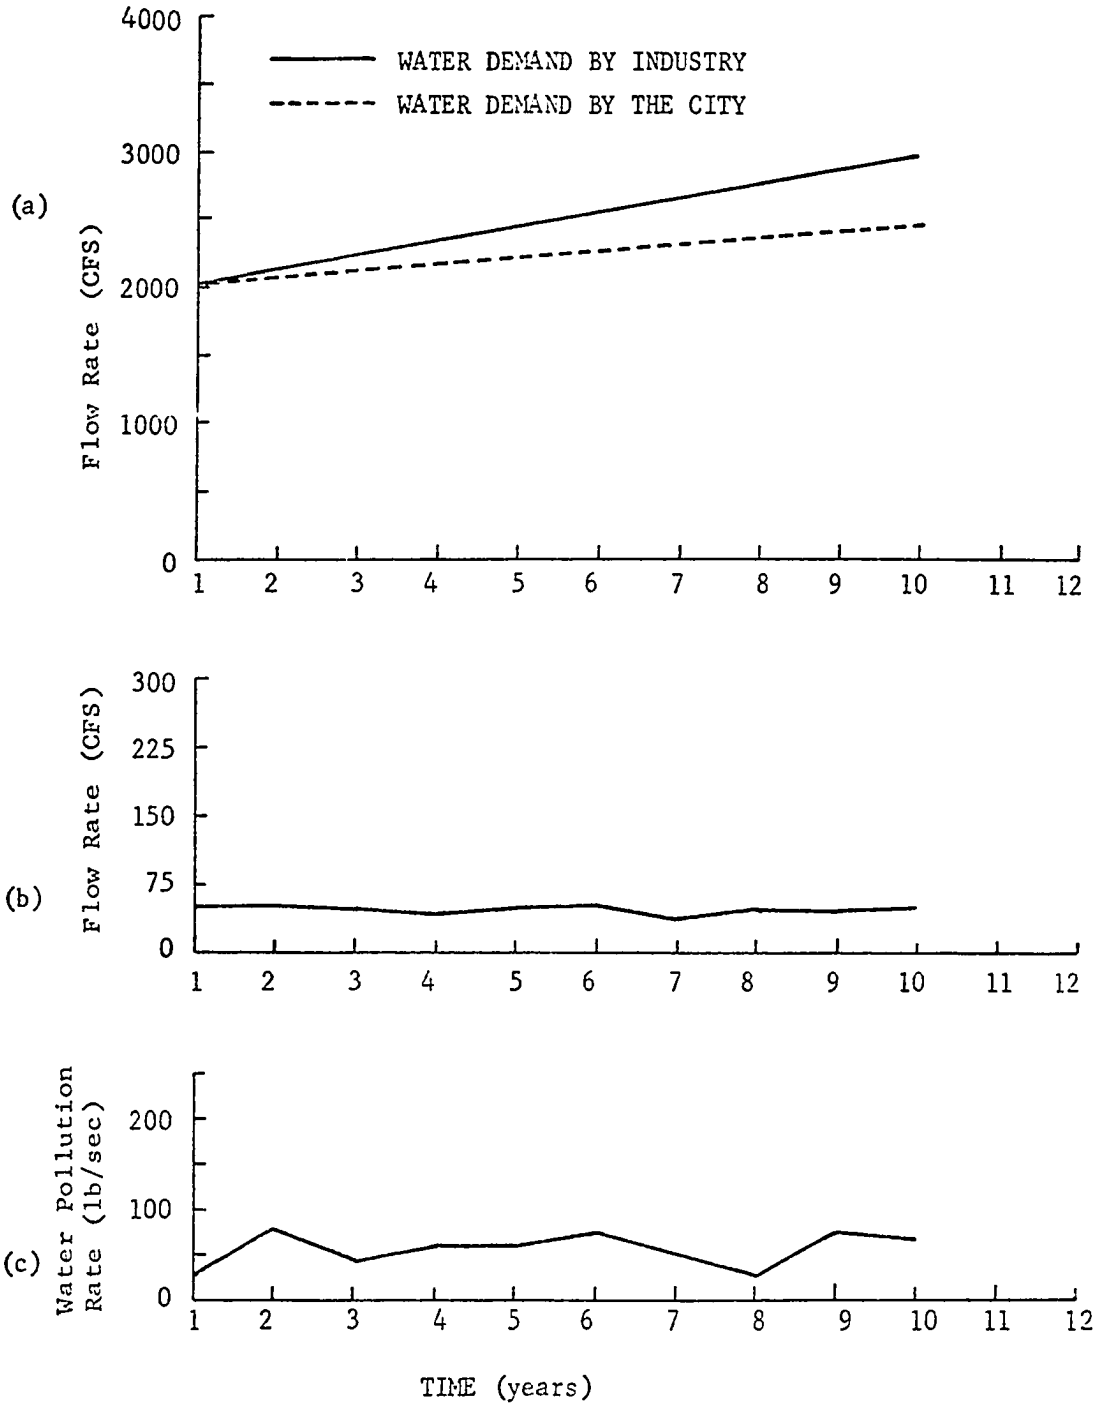 4000
WATER DEMAND BY INDUSTRY
WATER DEMAND BY THE CITY
3000
(a)
Flow Rate (CFS)
2000
1000
0
1 2 3 4 5 6 7 8 9 10 11 12
300
Flow Rate (CFS)
225
150
75
(b)
0
1 2 3 4 5 6 7 8 9 10 11 12
Water Pollution
Rate (lb/sec)
200
100
(c)
0
1 2 3 4 5 6 7 8 9 10 11 12
TIME (years)